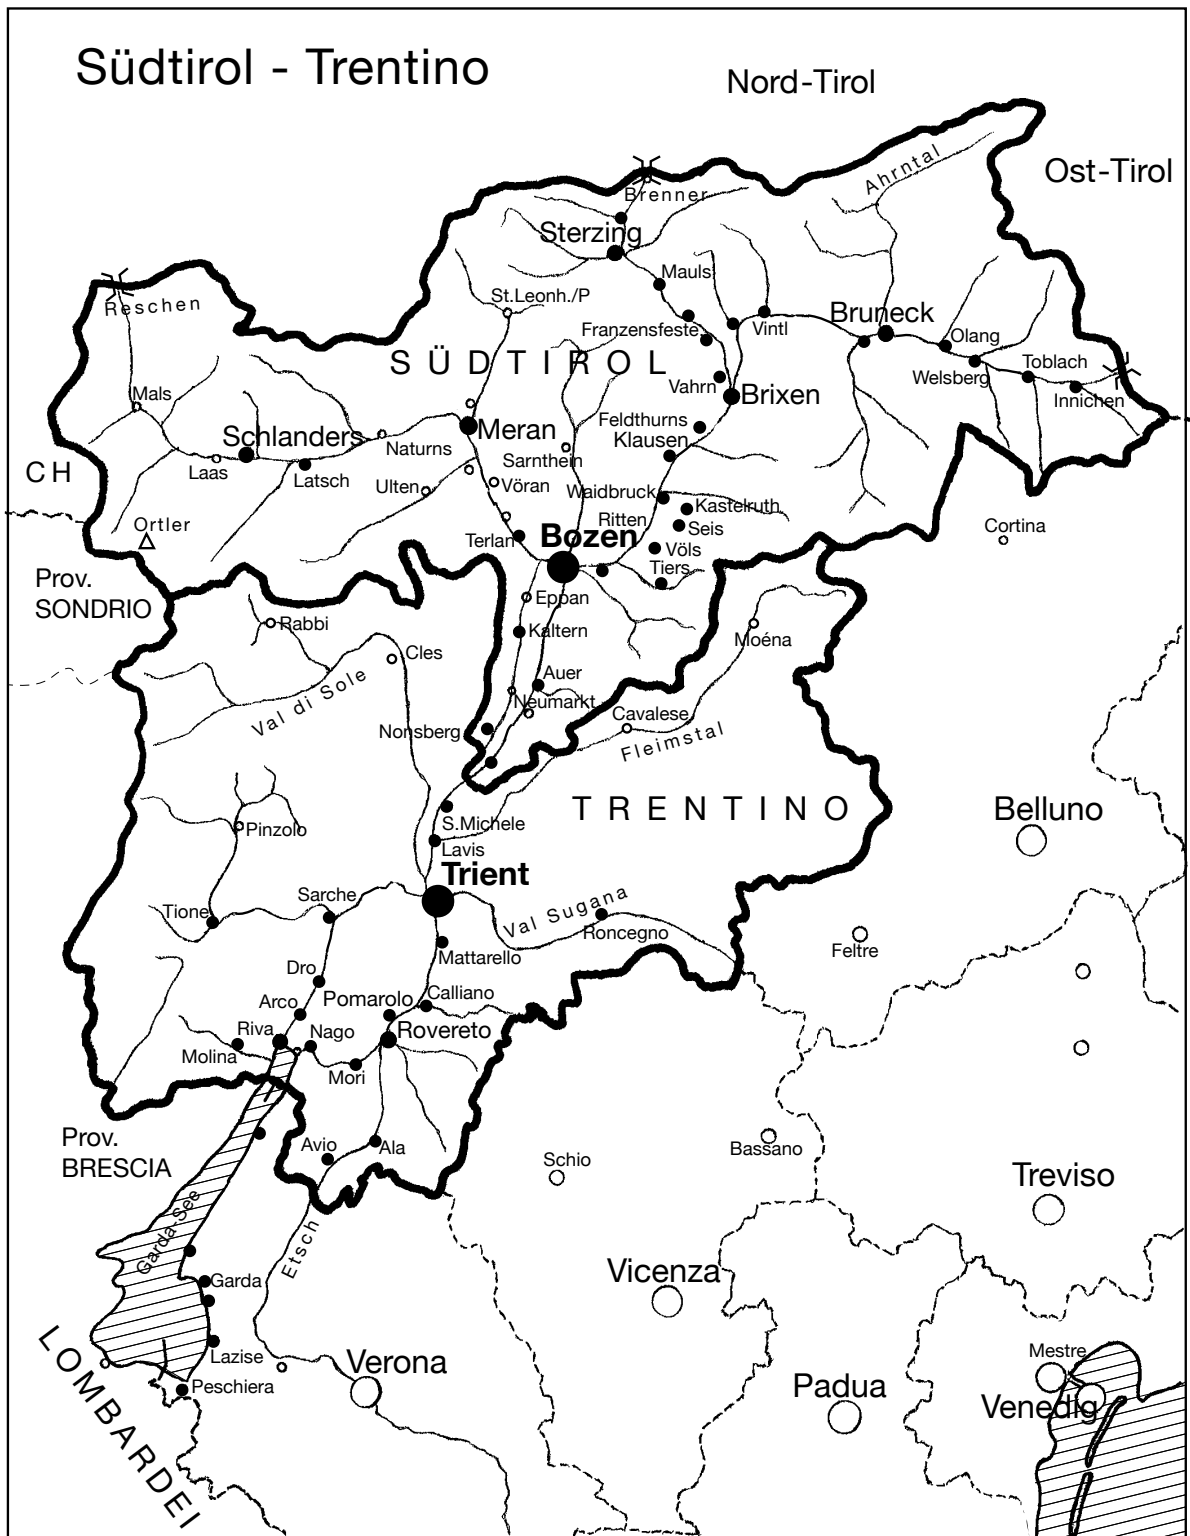 Südtirol - Trentino
Nord-Tirol
Ost-Tirol
Ahrntal
Brenner
Sterzing
Mauls
Reschen
St.Leonh./P
Franzensfeste
Vintl
Bruneck
Olang
SÜDTIROL
Toblach
Welsberg
Vahrn
Innichen
Mals
Brixen
Feldthurns
Schlanders
Meran
Klausen
Naturns
Sarnthein
CH
Laas
Latsch
Ulten
Vöran
Waidbruck
Kastelruth
Ritten
Seis
Ortler
Cortina
Terlan
Bozen
Völs
Tiers
Prov.
SONDRIO
Eppan
Rabbi
Kaltern
Moéna
Cles
Auer
Val di Sole
Neumarkt
Cavalese
Nonsberg
Fleimstal
TRENTINO
Belluno
Pinzolo
S.Michele
Lavis
Trient
Sarche
Val Sugana
Tione
Roncegno
Feltre
Mattarello
Dro
Calliano
Arco
Pomarolo
Riva
Nago
Rovereto
Molina
Mori
Prov.
BRESCIA
Avio
Ala
Bassano
Schio
Treviso
Garda-See
Etsch
Garda
Vicenza
Lazise
Mestre
Verona
Peschiera
Padua
Venedig
LOMBARDEI